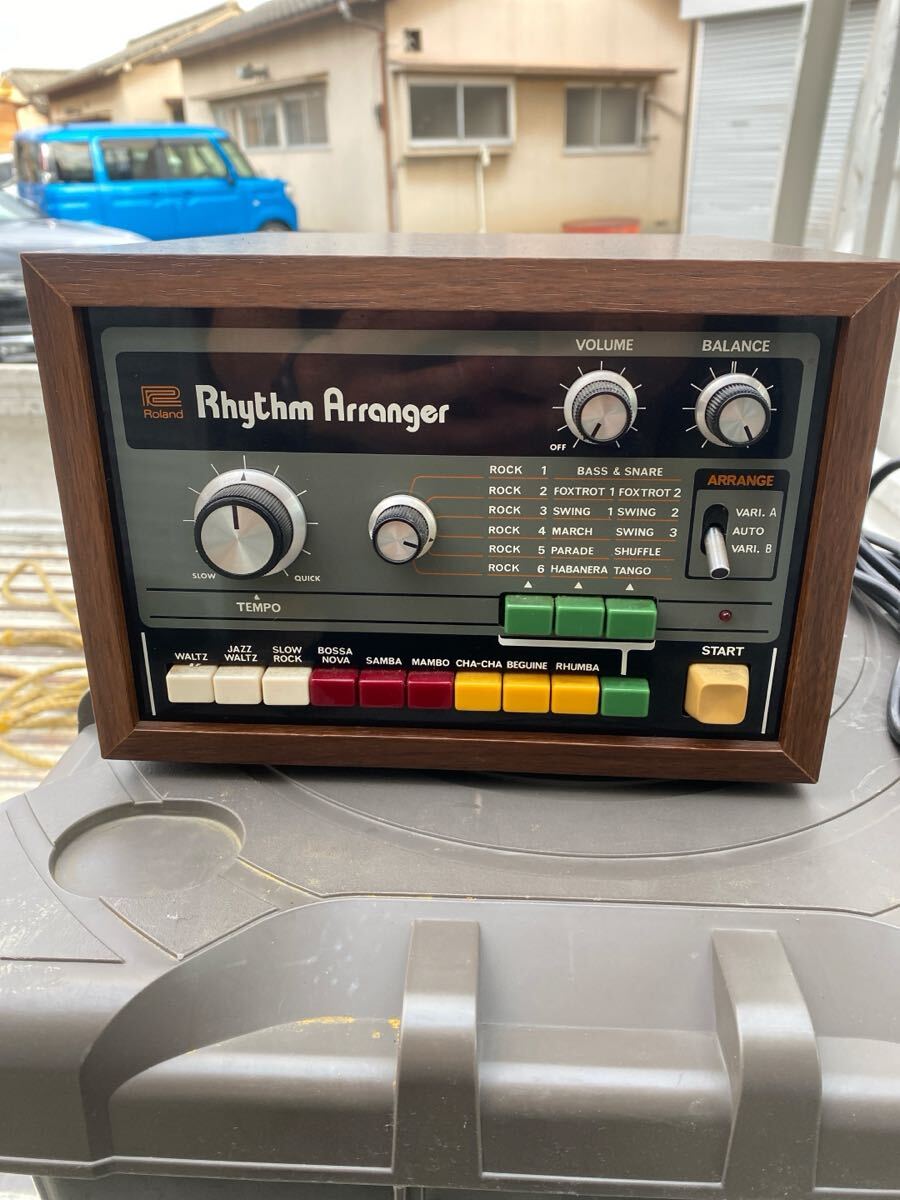 VOLUME BALANCE
Roland Rhythm Arranger
OFF
ROCK 1 BASS & SNARE
ROCK 2 FOXTROT 1 FOXTROT 2
ROCK 3 SWING 1 SWING 2
ROCK 4 MARCH SWING 3
ROCK 5 PARADE SHUFFLE
ROCK 6 HABANERA TANGO
ARRANGE
VARI. A
AUTO
VARI. B
SLOW QUICK
TEMPO
WALTZ JAZZ WALTZ SLOW ROCK BOSSA NOVA SAMBA MAMBO CHA-CHA BEGUINE RHUMBA
START